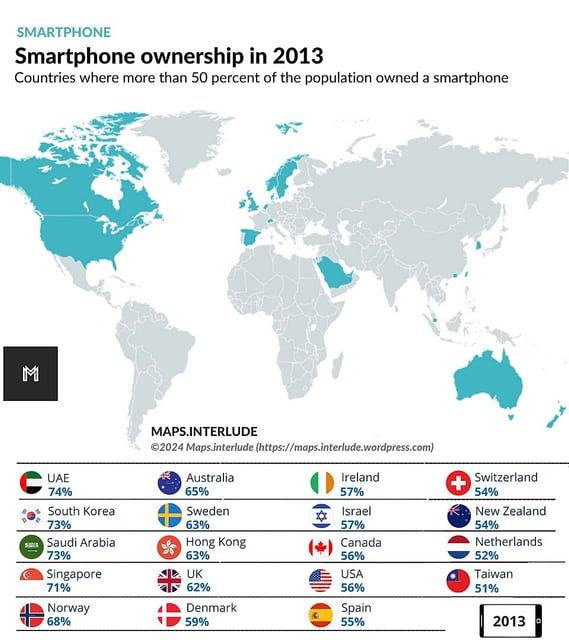 SMARTPHONE
Smartphone ownership in 2013
Countries where more than 50 percent of the population owned a smartphone
M
MAPS.INTERLUDE
©2024 Maps.interlude (https://maps.interlude.wordpress.com)
UAE
74%
Australia
65%
Ireland
57%
Switzerland
54%
South Korea
73%
Sweden
63%
Israel
57%
New Zealand
54%
Saudi Arabia
73%
Hong Kong
63%
Canada
56%
Netherlands
52%
Singapore
71%
UK
62%
USA
56%
Taiwan
51%
Norway
68%
Denmark
59%
Spain
55%
2013